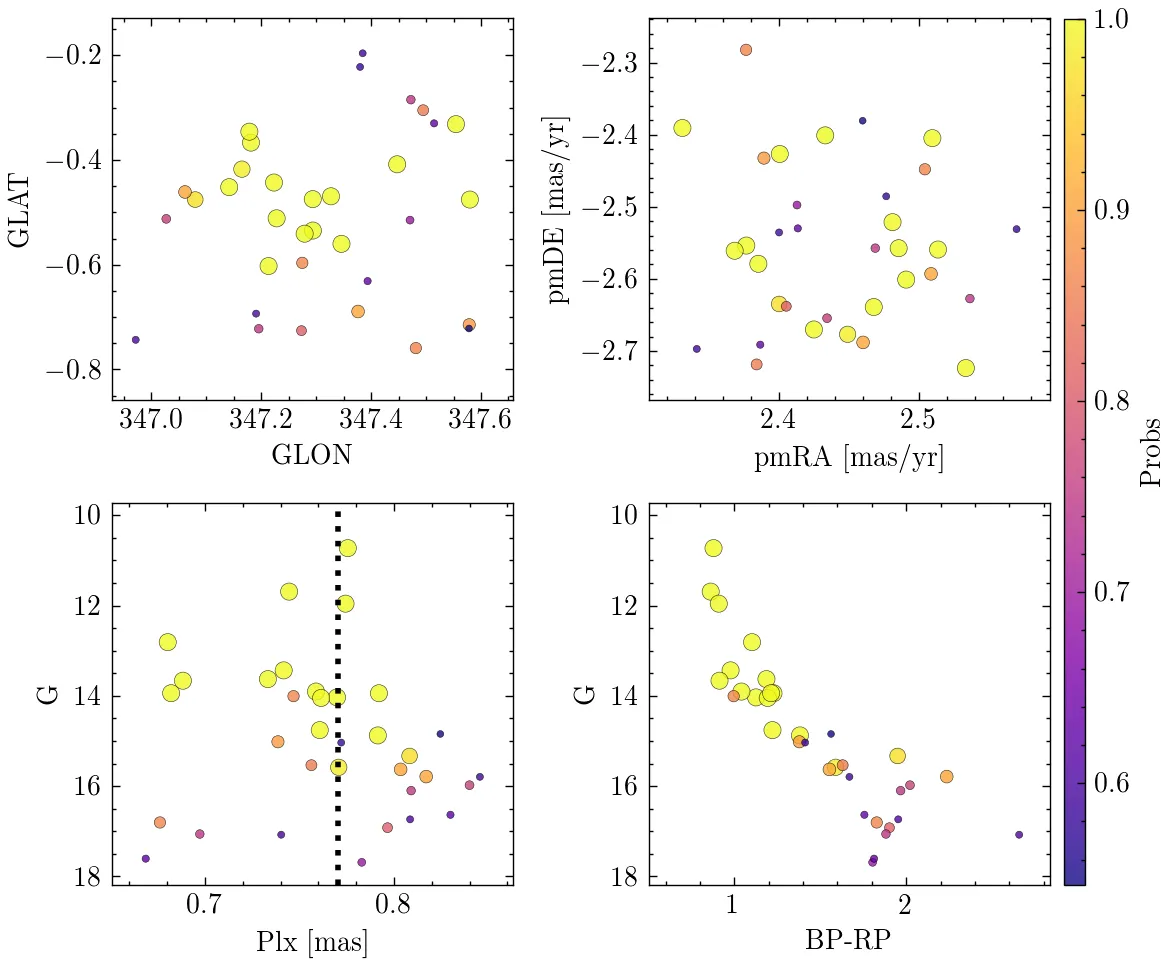 −0.2
−0.4
−0.6
−0.8
GLAT
347.0 347.2 347.4 347.6
GLON
−2.3
−2.4
−2.5
−2.6
−2.7
pmDE [mas/yr]
2.4 2.5
pmRA [mas/yr]
1.0
0.9
0.8
0.7
0.6
Probs
10
12
14
16
18
G
0.7 0.8
Plx [mas]
10
12
14
16
18
G
1 2
BP-RP